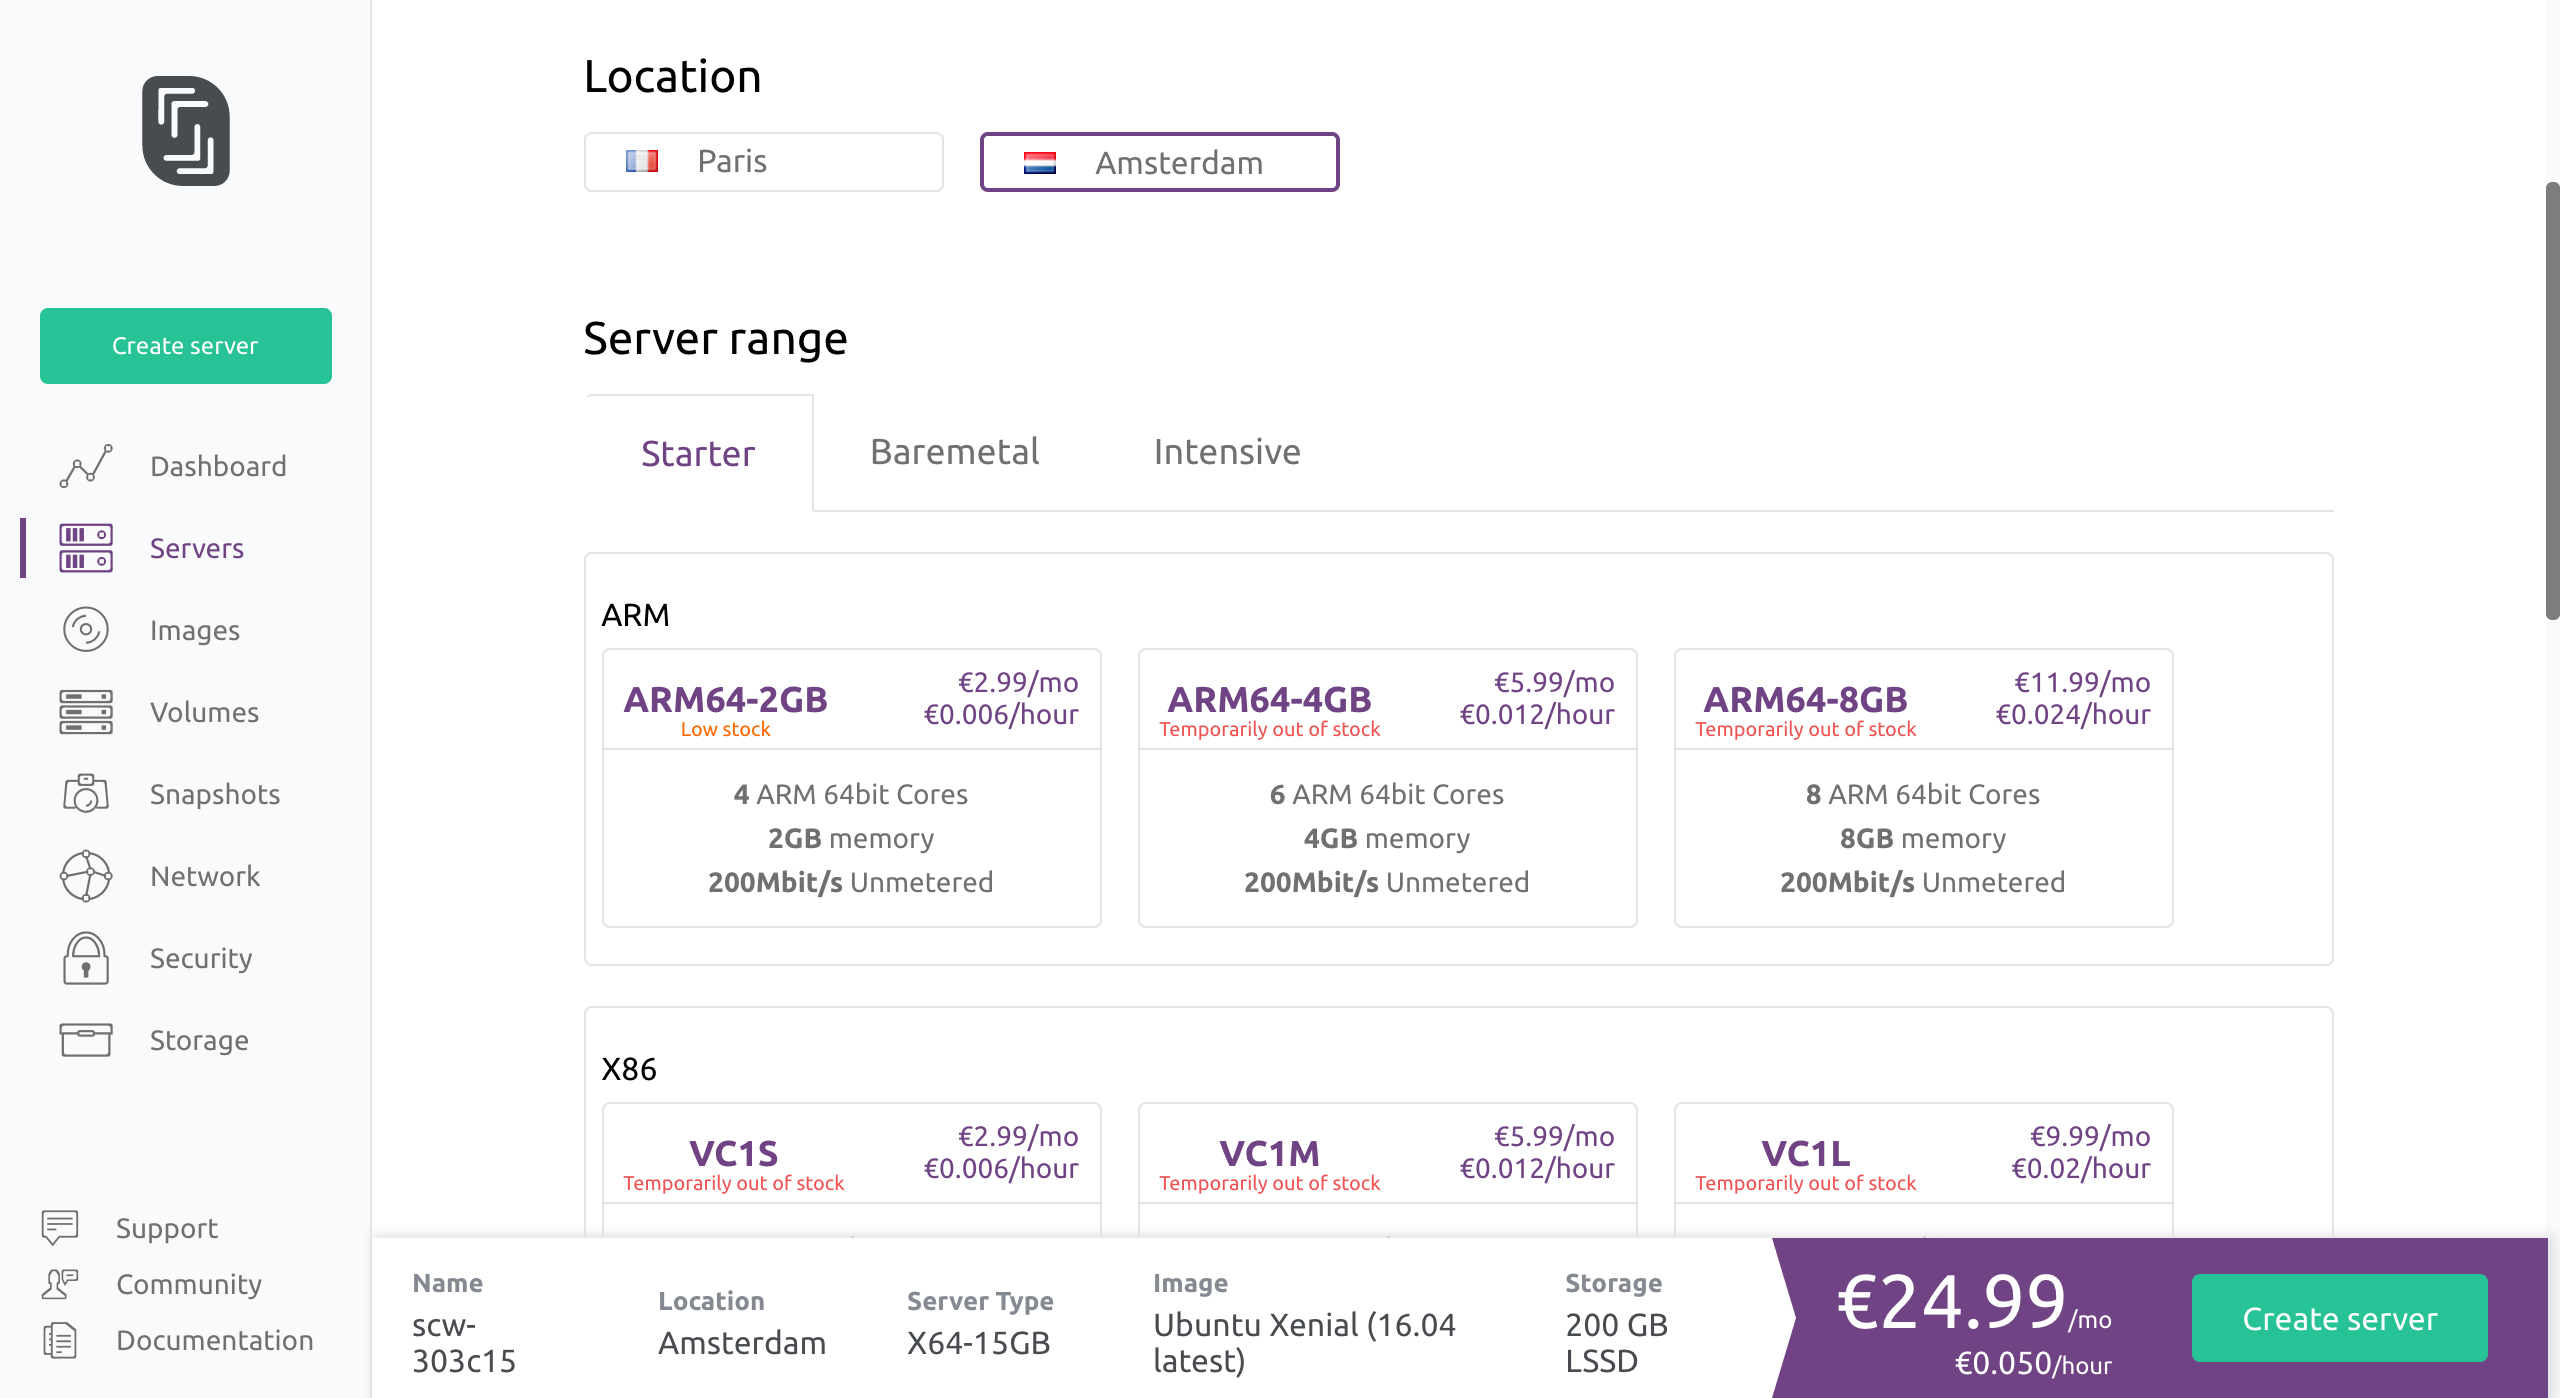 Create server
Dashboard
Servers
Images
Volumes
Snapshots
Network
Security
Storage
Support
Community
Documentation
Location
Paris
Amsterdam
Server range
Starter
Baremetal
Intensive
ARM
ARM64-2GB
Low stock
€2.99/mo
€0.006/hour
4 ARM 64bit Cores
2GB memory
200Mbit/s Unmetered
ARM64-4GB
Temporarily out of stock
€5.99/mo
€0.012/hour
6 ARM 64bit Cores
4GB memory
200Mbit/s Unmetered
ARM64-8GB
Temporarily out of stock
€11.99/mo
€0.024/hour
8 ARM 64bit Cores
8GB memory
200Mbit/s Unmetered
X86
VC1S
Temporarily out of stock
€2.99/mo
€0.006/hour
VC1M
Temporarily out of stock
€5.99/mo
€0.012/hour
VC1L
Temporarily out of stock
€9.99/mo
€0.02/hour
Name
scw-
303c15
Location
Amsterdam
Server Type
X64-15GB
Image
Ubuntu Xenial (16.04
latest)
Storage
200 GB
LSSD
€24.99/mo
€0.050/hour
Create server